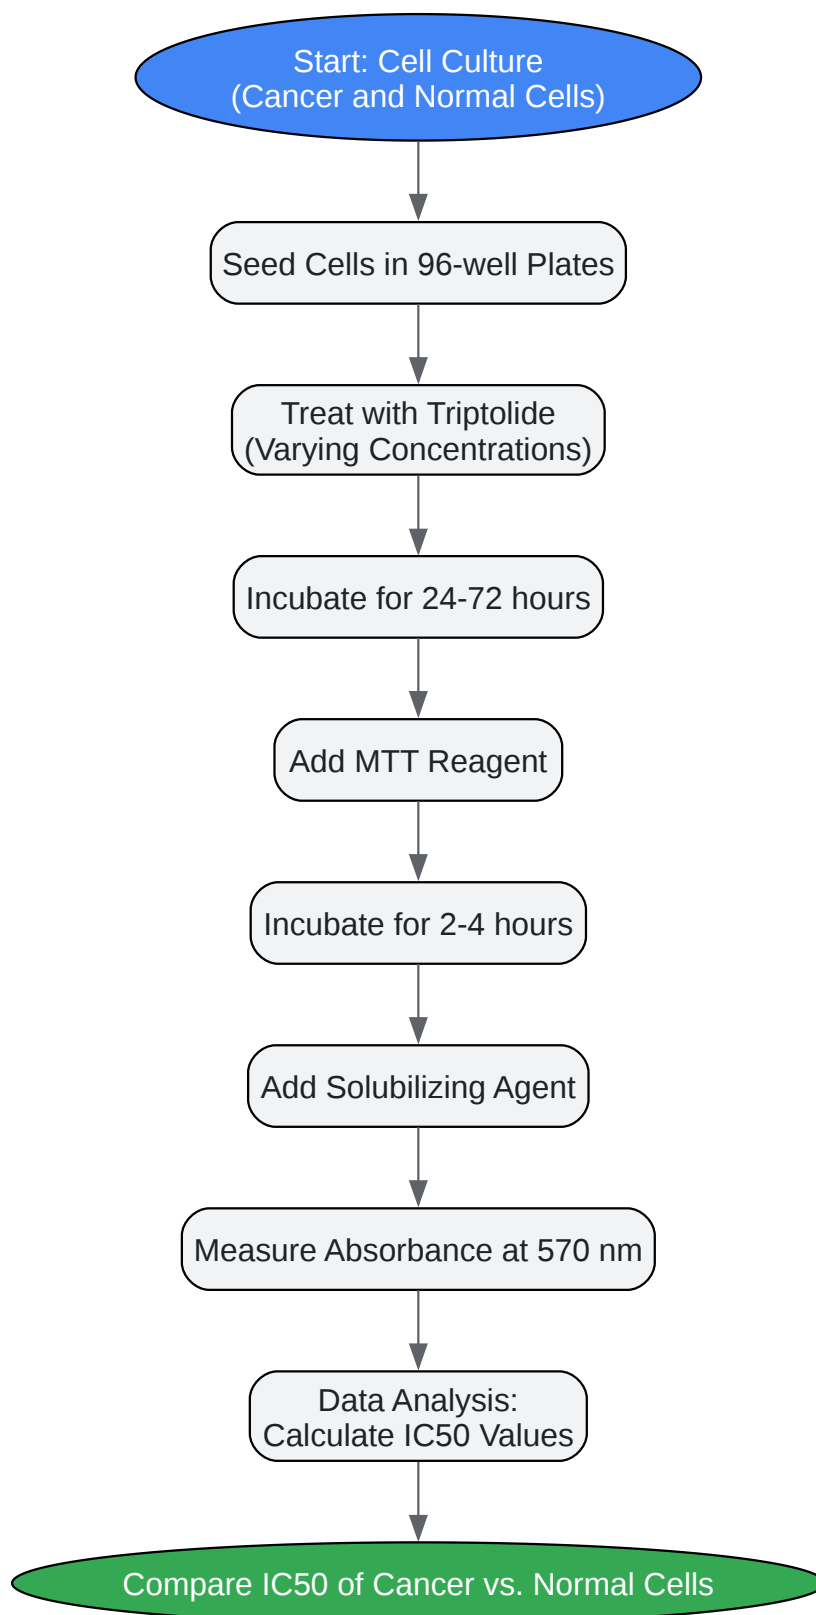 Start: Cell Culture
(Cancer and Normal Cells)
Seed Cells in 96-well Plates
Treat with Triptolide
(Varying Concentrations)
Incubate for 24-72 hours
Add MTT Reagent
Incubate for 2-4 hours
Add Solubilizing Agent
Measure Absorbance at 570 nm
Data Analysis:
Calculate IC50 Values
Compare IC50 of Cancer vs. Normal Cells